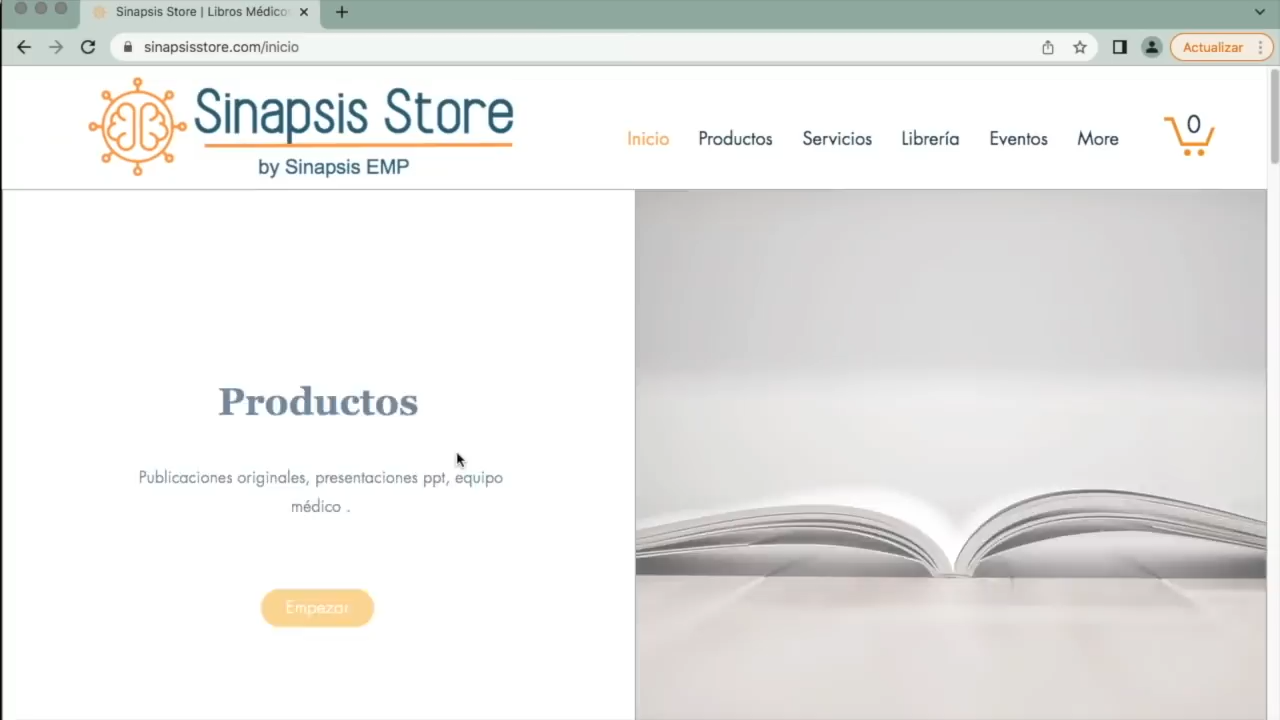 Sinapsis Store | Libros Médicos
sinapsisstore.com/inicio
Actualizar
Sinapsis Store
by Sinapsis EMP
Inicio
Productos
Servicios
Librería
Eventos
More
0
Productos
Publicaciones originales, presentaciones ppt, equipo
médico .
Empezar